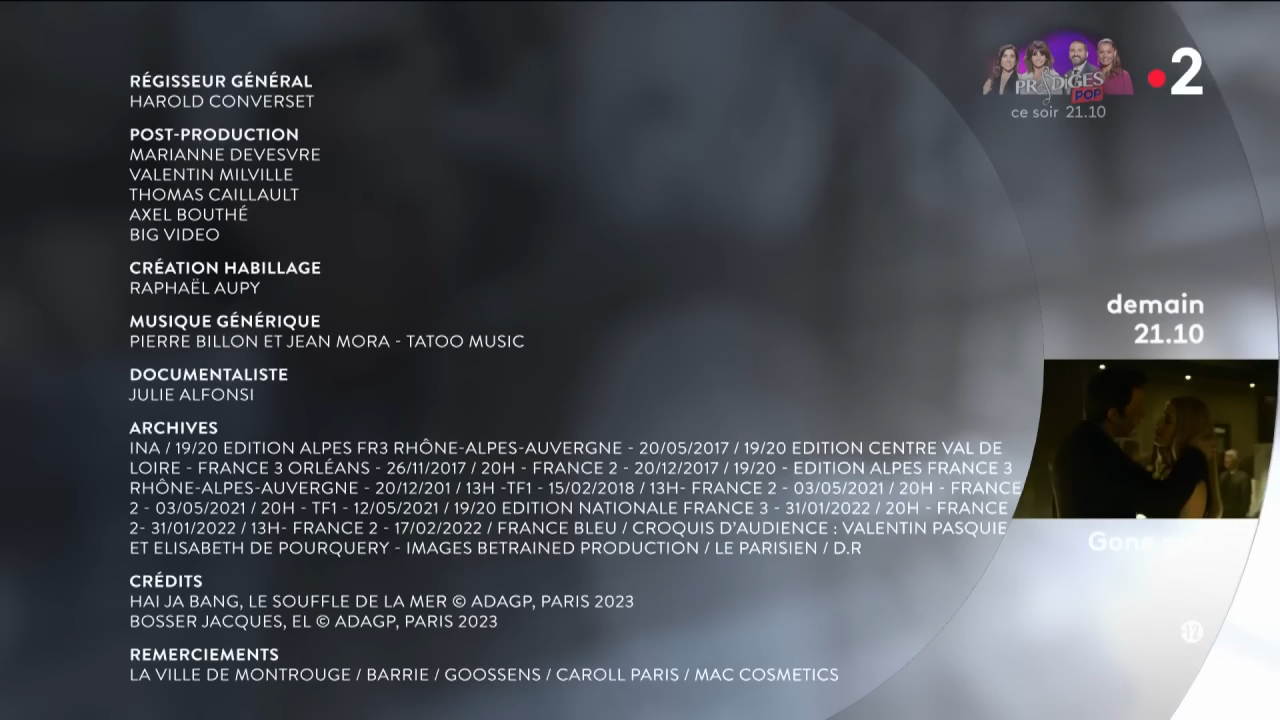 RÉGISSEUR GÉNÉRAL
HAROLD CONVERSET
POST-PRODUCTION
MARIANNE DEVESVRE
VALENTIN MILVILLE
THOMAS CAILLAULT
AXEL BOUTHÉ
BIG VIDEO
CRÉATION HABILLAGE
RAPHAËL AUPY
MUSIQUE GÉNÉRIQUE
PIERRE BILLON ET JEAN MORA - TATOO MUSIC
DOCUMENTALISTE
JULIE ALFONSI
ARCHIVES
INA / 19/20 EDITION ALPES FR3 RHÔNE-ALPES-AUVERGNE - 20/05/2017 / 19/20 EDITION CENTRE VAL DE
LOIRE - FRANCE 3 ORLÉANS - 26/11/2017 / 20H - FRANCE 2 - 20/12/2017 / 19/20 - EDITION ALPES FRANCE 3
RHÔNE-ALPES-AUVERGNE - 20/12/201 / 13H -TF1 - 15/02/2018 / 13H- FRANCE 2 - 03/05/2021 / 20H - FRANCE
2 - 03/05/2021 / 20H - TF1 - 12/05/2021 / 19/20 EDITION NATIONALE FRANCE 3 - 31/01/2022 / 20H - FRANCE
2- 31/01/2022 / 13H- FRANCE 2 - 17/02/2022 / FRANCE BLEU / CROQUIS D'AUDIENCE : VALENTIN PASQUIE
ET ELISABETH DE POURQUERY - IMAGES BETRAINED PRODUCTION / LE PARISIEN / D.R
CRÉDITS
HAI JA BANG, LE SOUFFLE DE LA MER © ADAGP, PARIS 2023
BOSSER JACQUES, EL © ADAGP, PARIS 2023
REMERCIEMENTS
LA VILLE DE MONTROUGE / BARRIE / GOOSSENS / CAROLL PARIS / MAC COSMETICS
PRODIGES
POP
ce soir 21.10
2
demain
21.10
Gone
12